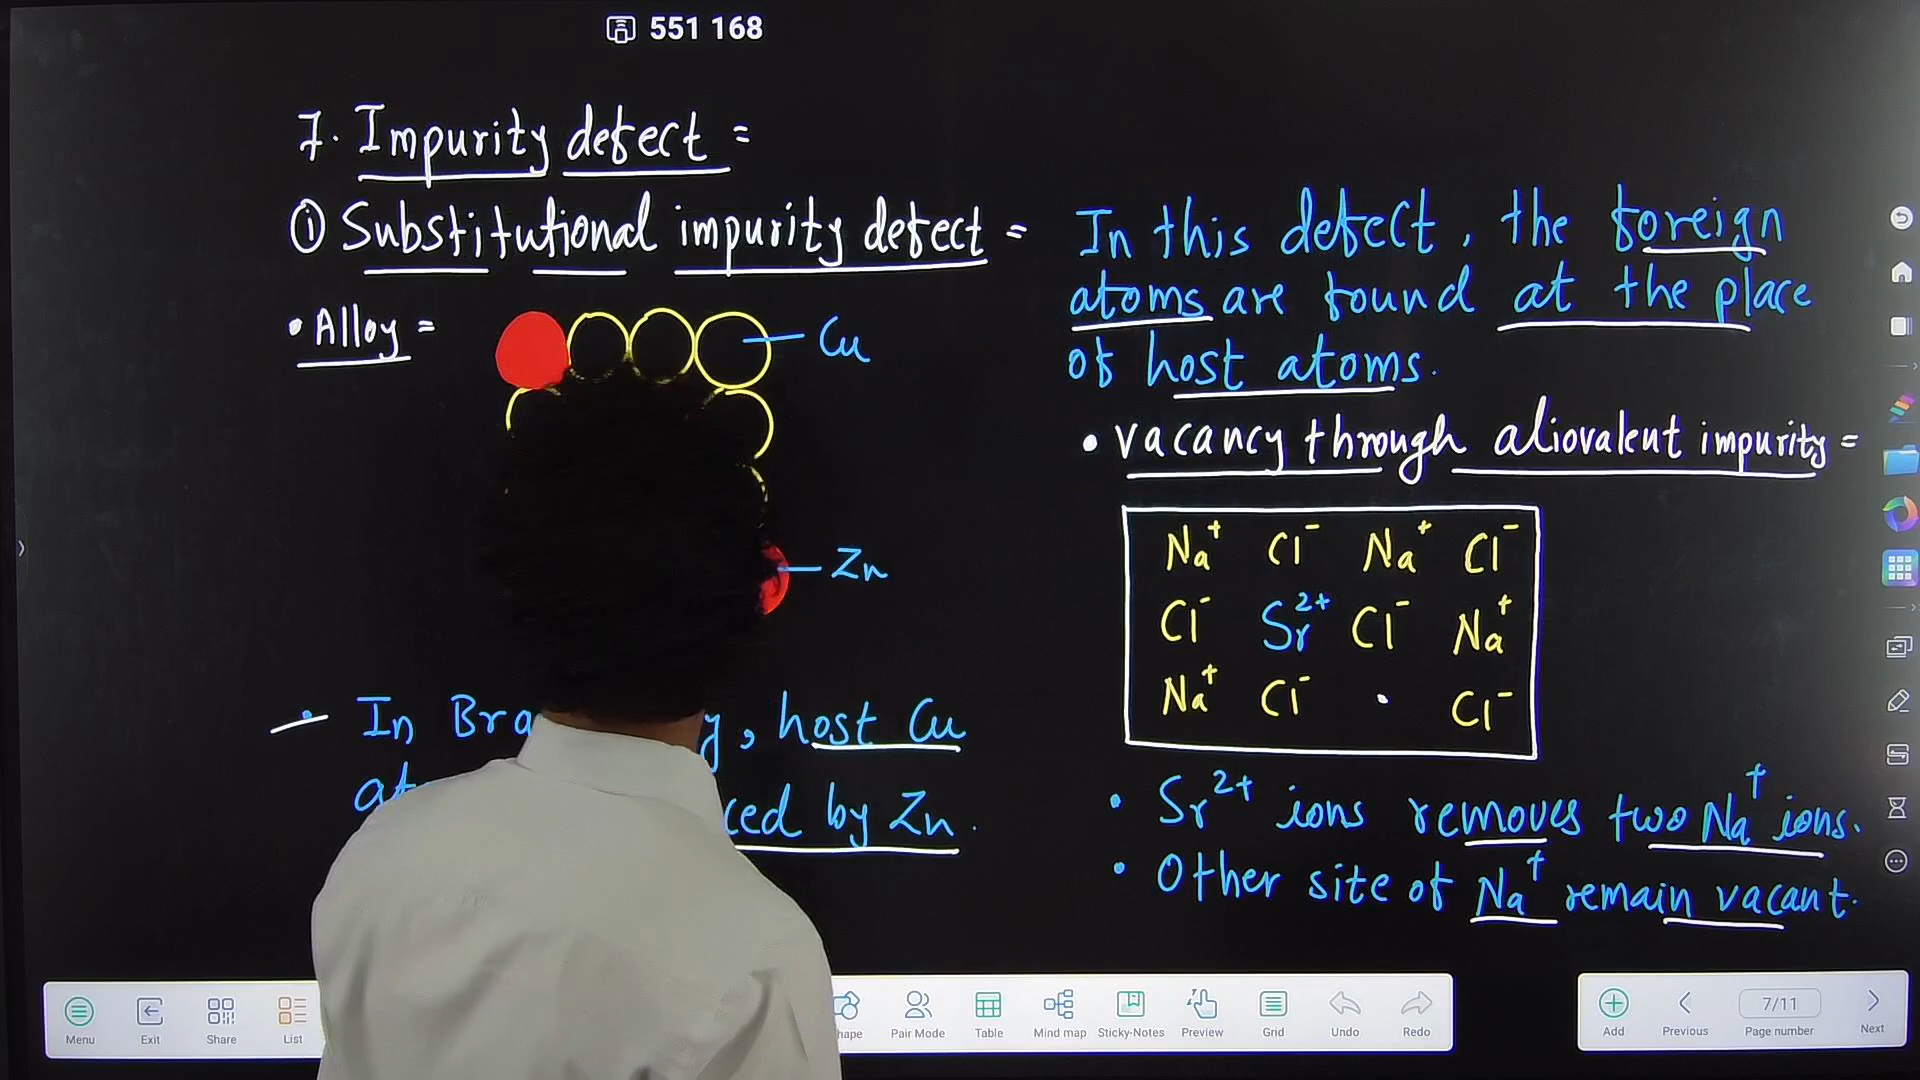 551 168
7. Impurity defect =
① Substitutional impurity defect =
• Alloy =
Cu
Zn
In host Cu
by Zn.
In this defect, the foreign
atoms are found at the place
of host atoms.
• vacancy through aliovalent impurity =
Na⁺ Cl⁻ Na⁺ Cl⁻
Cl⁻ Sr²⁺ Cl⁻ Na⁺
Na⁺ Cl⁻ • Cl⁻
• Sr²⁺ ions removes two Na⁺ ions.
• Other site of Na⁺ remain vacant.
Menu Exit Share List Pair Mode Table Mind map Sticky-Notes Preview Grid Undo Redo
7/11
Add Previous Page number Next